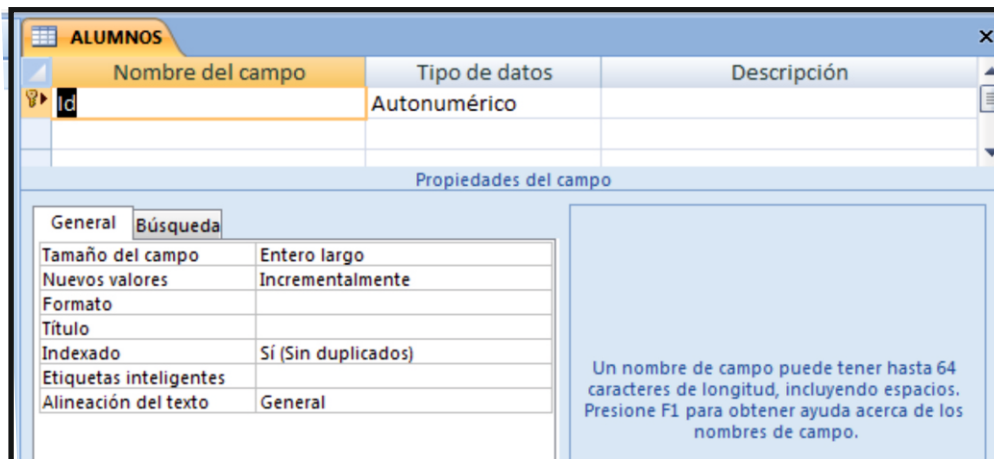 ALUMNOS
Nombre del campo Tipo de datos Descripción
Id Autonumérico
Propiedades del campo
General Búsqueda
Tamaño del campo Entero largo
Nuevos valores Incrementalmente
Formato
Título
Indexado Sí (Sin duplicados)
Etiquetas inteligentes
Alineación del texto General
Un nombre de campo puede tener hasta 64
caracteres de longitud, incluyendo espacios.
Presione F1 para obtener ayuda acerca de los
nombres de campo.